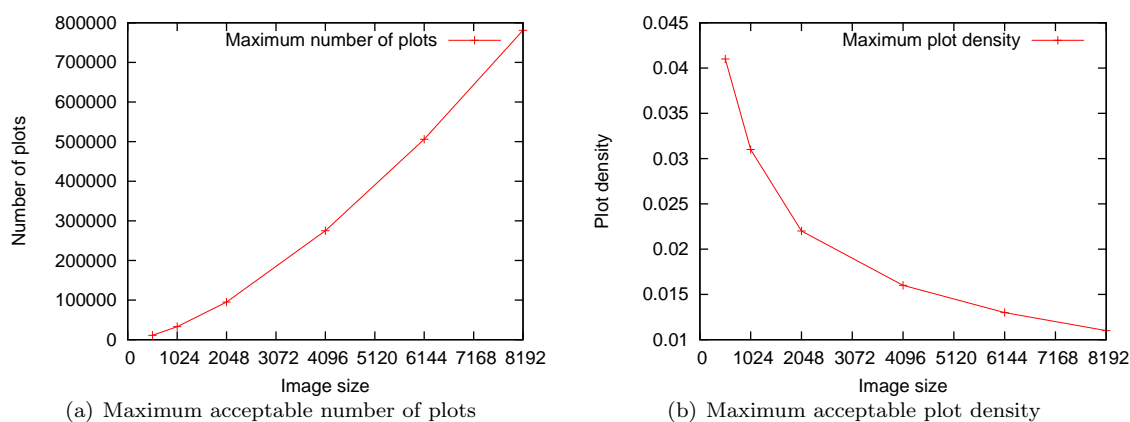 800000
700000
600000
500000
400000
300000
200000
100000
0
Number of plots
Maximum number of plots
0 1024 2048 3072 4096 5120 6144 7168 8192
Image size
(a) Maximum acceptable number of plots
0.045
0.04
0.035
0.03
0.025
0.02
0.015
0.01
Plot density
Maximum plot density
0 1024 2048 3072 4096 5120 6144 7168 8192
Image size
(b) Maximum acceptable plot density